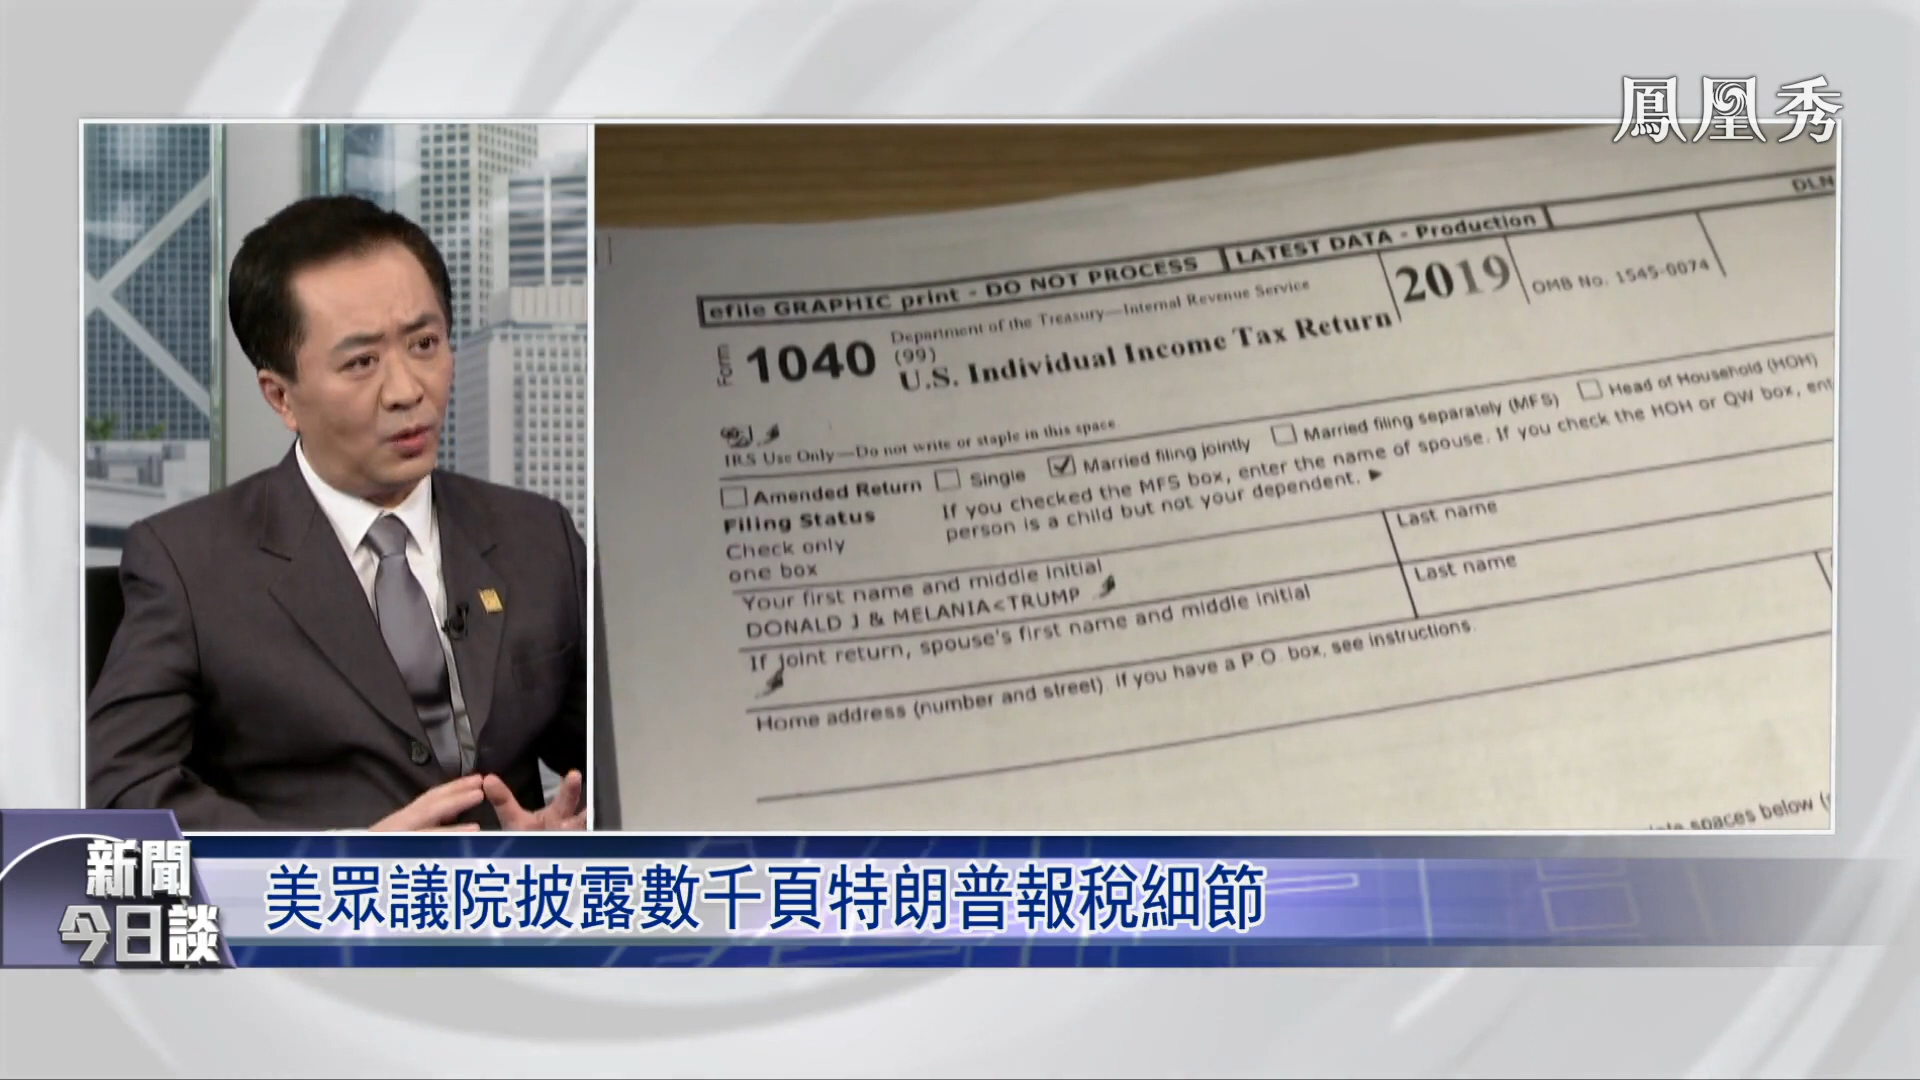 鳳凰秀
DLN
efile GRAPHIC print - DO NOT PROCESS
LATEST DATA - Production
Form 1040
Department of the Treasury—Internal Revenue Service
(99)
U.S. Individual Income Tax Return
2019
OMB No. 1545-0074
IRS Use Only—Do not write or staple in this space
Amended Return
Single
Married filing jointly
Married filing separately (MFS)
Head of Household (HOH)
Filing Status
Check only
one box
If you checked the MFS box, enter the name of spouse. If you checked the HOH or QW box, ent
person is a child but not your dependent. ▶
Your first name and middle initial
Last name
DONALD J & MELANIA<TRUMP
If joint return, spouse's first name and middle initial
Last name
Home address (number and street). If you have a P.O. box, see instructions.
spaces below
新聞
今日談
美眾議院披露數千頁特朗普報稅細節